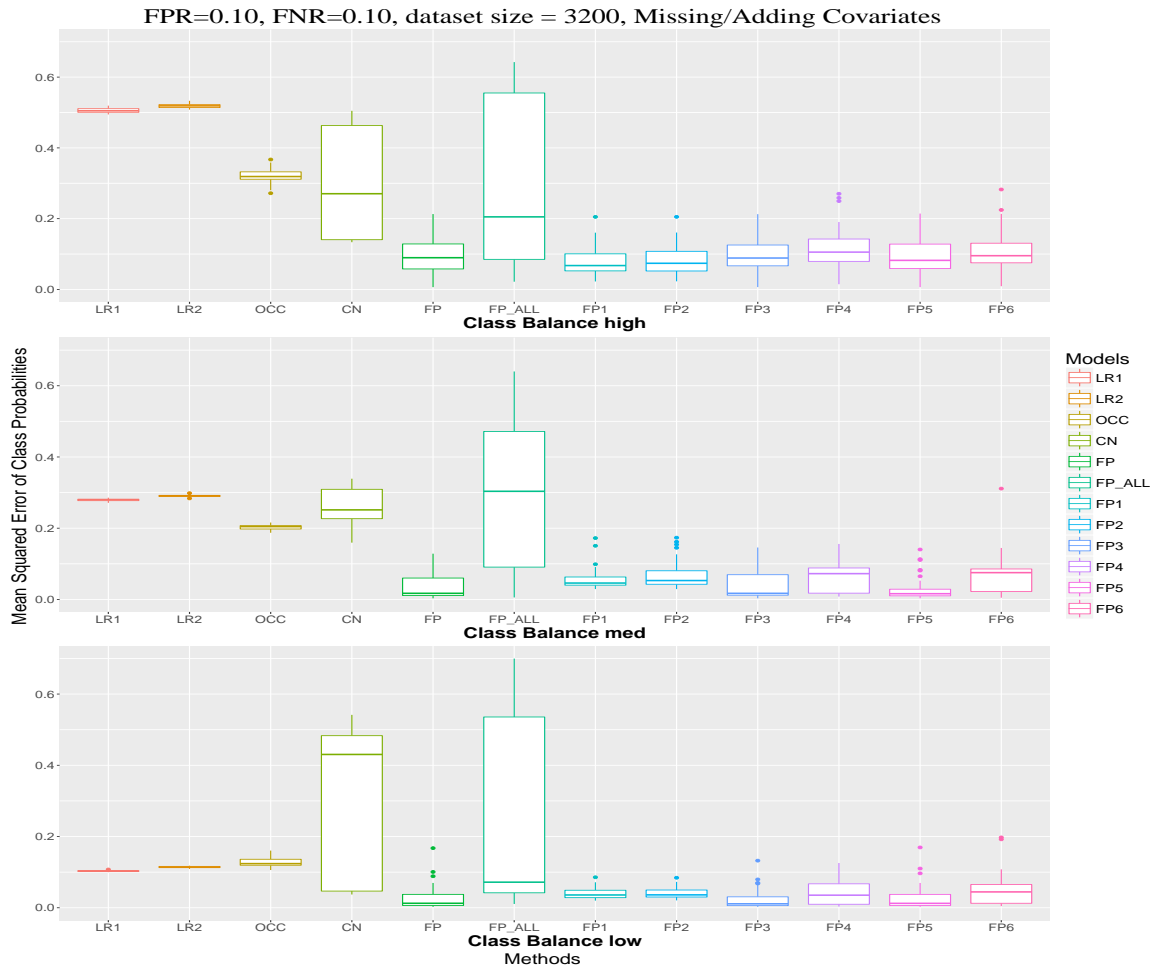 FPR=0.10, FNR=0.10, dataset size = 3200, Missing/Adding Covariates
Mean Squared Error of Class Probabilities
0.6
0.4
0.2
0.0
LR1 LR2 OCC CN FP FP_ALL FP1 FP2 FP3 FP4 FP5 FP6
Class Balance high
0.6
0.4
0.2
0.0
LR1 LR2 OCC CN FP FP_ALL FP1 FP2 FP3 FP4 FP5 FP6
Class Balance med
0.6
0.4
0.2
0.0
LR1 LR2 OCC CN FP FP_ALL FP1 FP2 FP3 FP4 FP5 FP6
Class Balance low
Methods
Models
LR1
LR2
OCC
CN
FP
FP_ALL
FP1
FP2
FP3
FP4
FP5
FP6